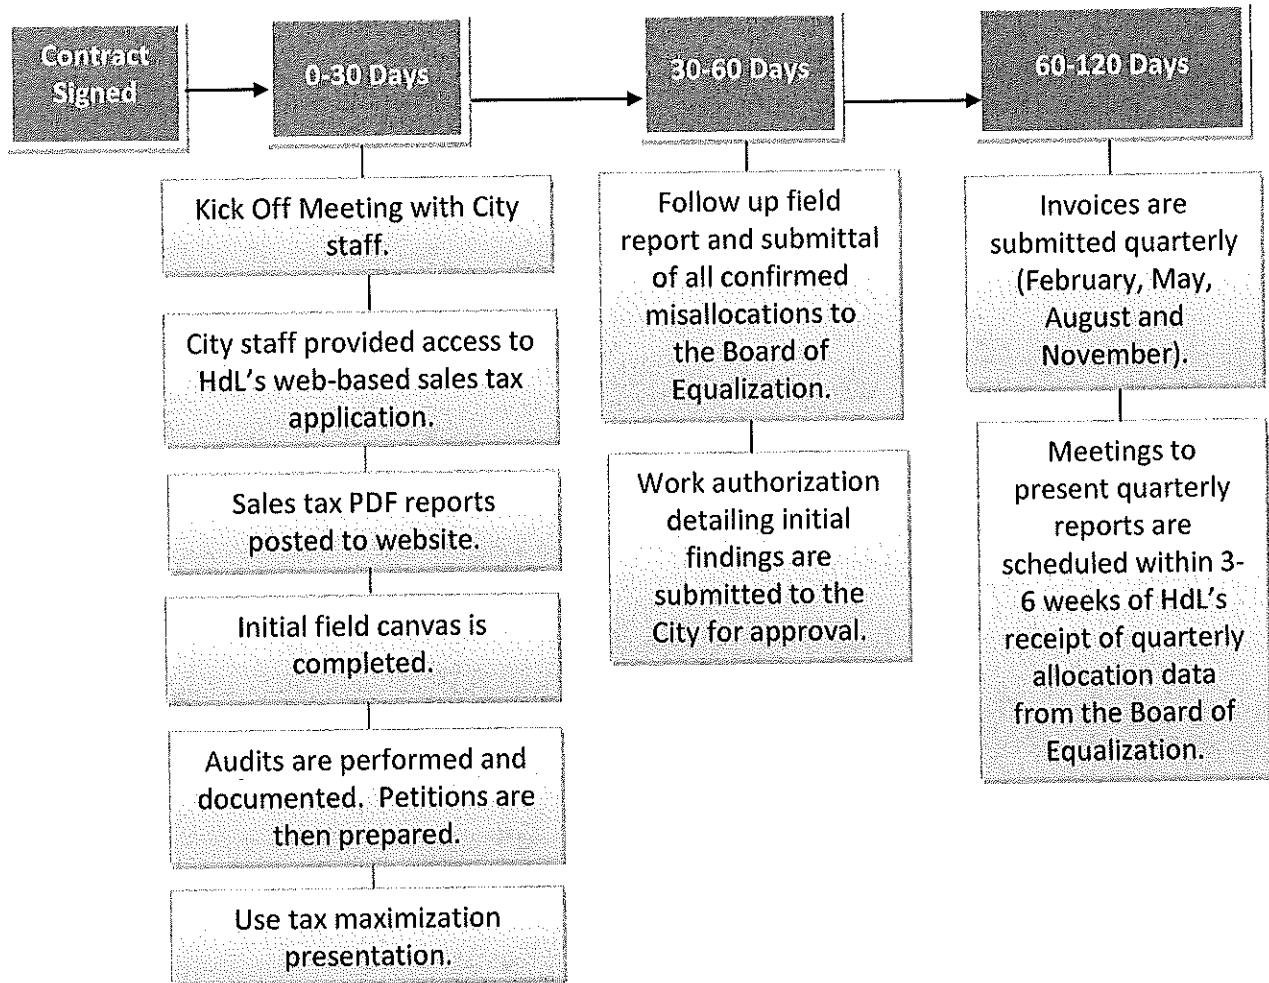 Contract
Signed
0-30 Days
30-60 Days
60-120 Days
Kick Off Meeting with City
staff.
City staff provided access to
HdL's web-based sales tax
application.
Sales tax PDF reports
posted to website.
Initial field canvas is
completed.
Audits are performed and
documented. Petitions are
then prepared.
Use tax maximization
presentation.
Follow up field
report and submittal
of all confirmed
misallocations to
the Board of
Equalization.
Work authorization
detailing initial
findings are
submitted to the
City for approval.
Invoices are
submitted quarterly
(February, May,
August and
November).
Meetings to
present quarterly
reports are
scheduled within 3-
6 weeks of HdL's
receipt of quarterly
allocation data
from the Board of
Equalization.